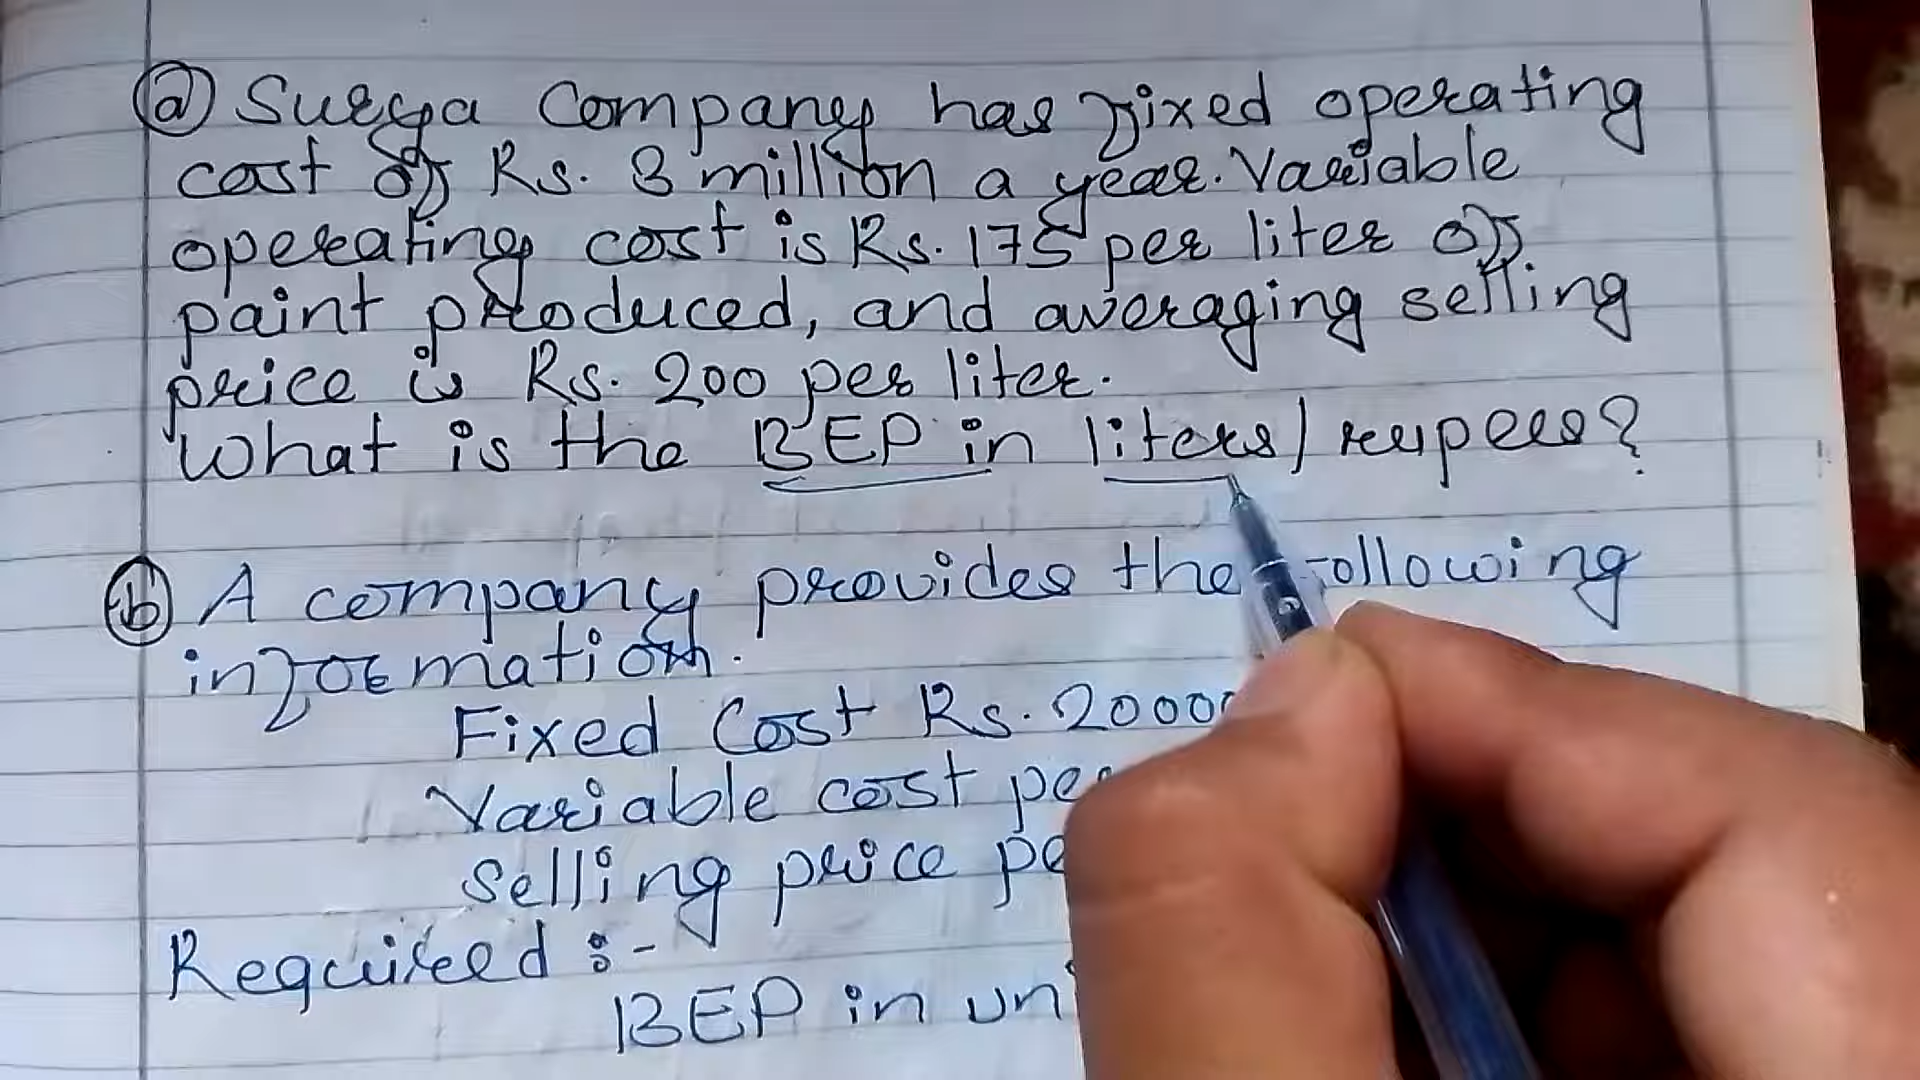 (a) Surya Company has fixed operating
cost of Rs. 3 million a year. Variable
operating cost is Rs. 175 per liter of
paint produced, and averaging selling
price is Rs. 200 per liter.
What is the BEP in liters/rupees?
(b) A company provides the following
information.
Fixed Cost Rs. 2000
Variable cost pe
Selling price pe
Required :-
BEP in un